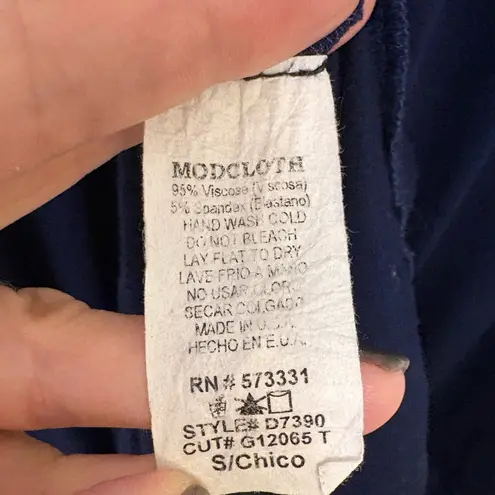 MODCLOTH
95% Viscose (Viscosa)
5% Spandex (Elastano)
HAND WASH COLD
DO NOT BLEACH
LAY FLAT TO DRY
LAVE FRIO A MANO
NO USAR CLORO
SECAR COLGADO
MADE IN U.S.A.
HECHO EN E.U.A.
RN # 573331
STYLE# D7390
CUT# G12065 T
S/Chico